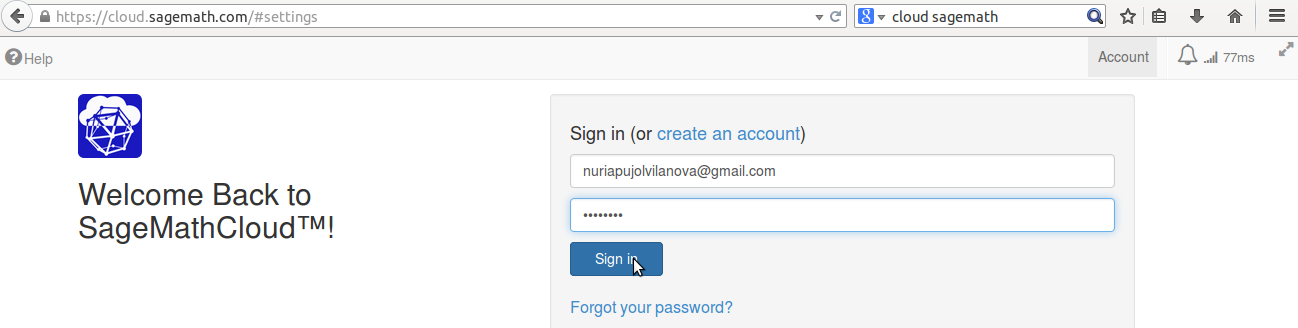 https://cloud.sagemath.com/#settings
cloud sagemath
Help
Account
77ms
Sign in (or create an account)
nuriapujolvilanova@gmail.com
••••••••
Welcome Back to
SageMathCloud™!
Sign in
Forgot your password?